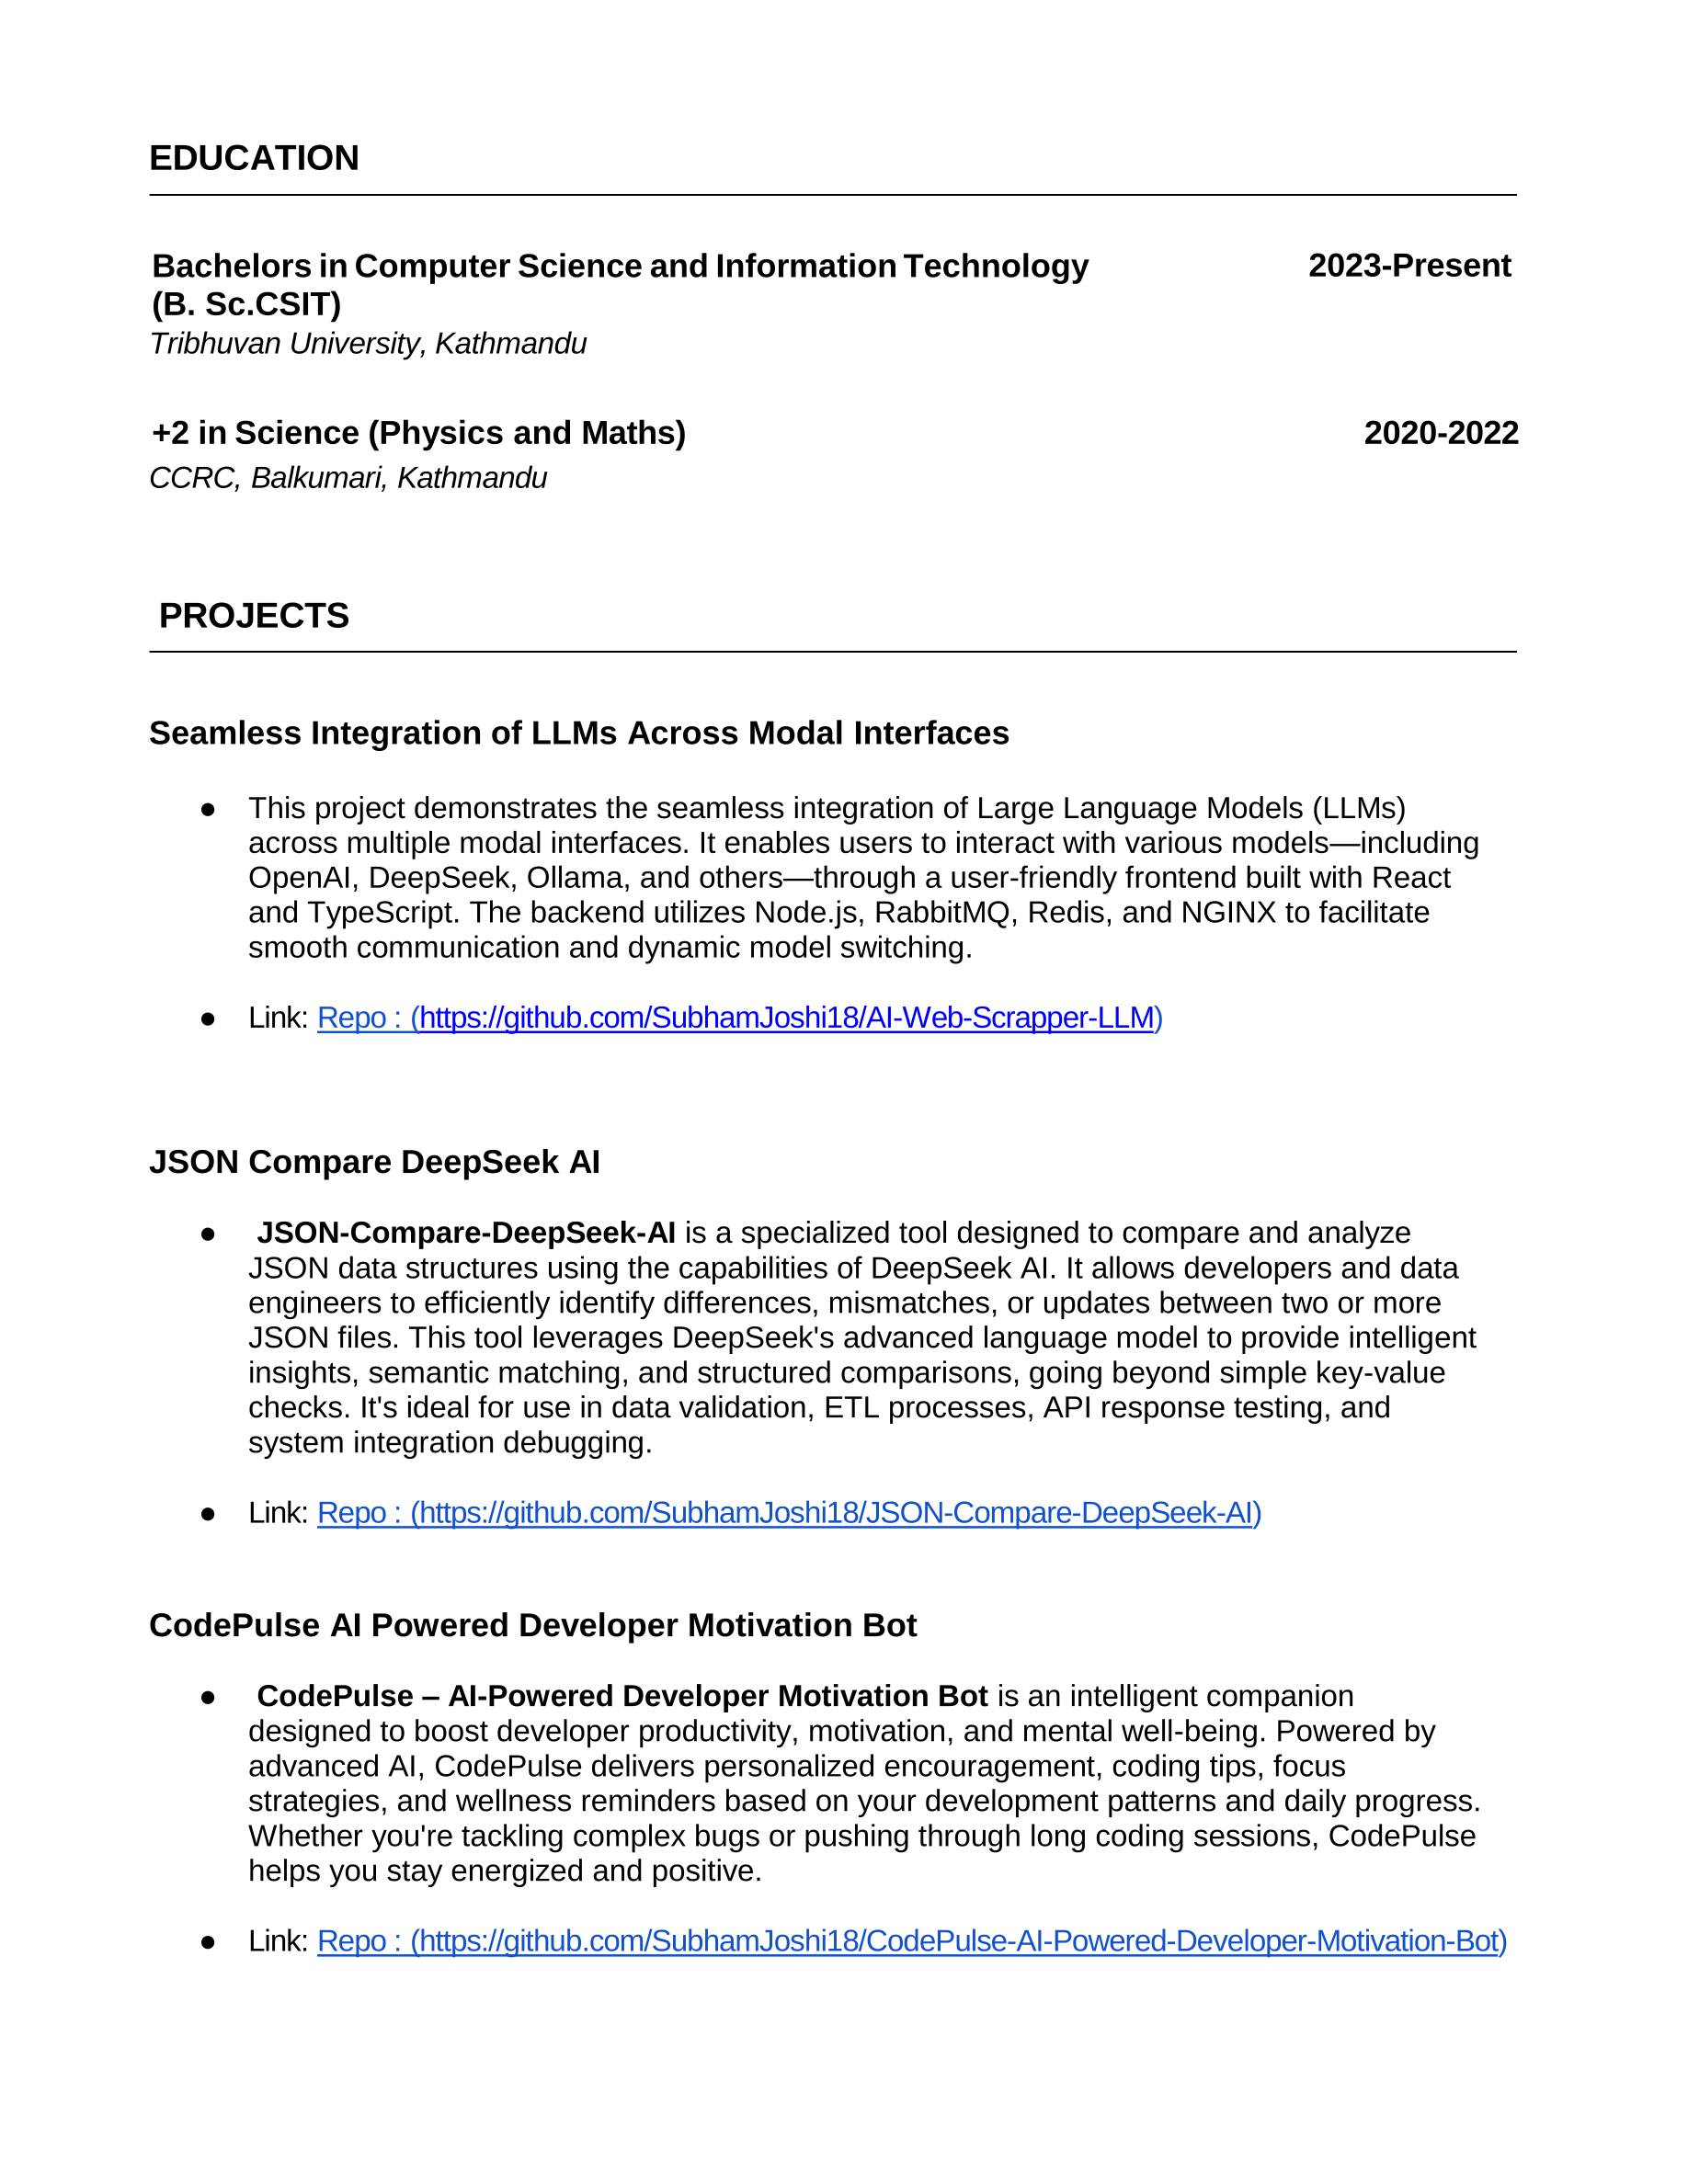 EDUCATION
Bachelors in Computer Science and Information Technology 2023-Present
(B. Sc.CSIT)
Tribhuvan University, Kathmandu
+2 in Science (Physics and Maths) 2020-2022
CCRC, Balkumari, Kathmandu
PROJECTS
Seamless Integration of LLMs Across Modal Interfaces
● This project demonstrates the seamless integration of Large Language Models (LLMs)
across multiple modal interfaces. It enables users to interact with various models—including
OpenAI, DeepSeek, Ollama, and others—through a user-friendly frontend built with React
and TypeScript. The backend utilizes Node.js, RabbitMQ, Redis, and NGINX to facilitate
smooth communication and dynamic model switching.
● Link: Repo : (https://github.com/SubhamJoshi18/AI-Web-Scrapper-LLM)
JSON Compare DeepSeek AI
● JSON-Compare-DeepSeek-AI is a specialized tool designed to compare and analyze
JSON data structures using the capabilities of DeepSeek AI. It allows developers and data
engineers to efficiently identify differences, mismatches, or updates between two or more
JSON files. This tool leverages DeepSeek's advanced language model to provide intelligent
insights, semantic matching, and structured comparisons, going beyond simple key-value
checks. It's ideal for use in data validation, ETL processes, API response testing, and
system integration debugging.
● Link: Repo : (https://github.com/SubhamJoshi18/JSON-Compare-DeepSeek-AI)
CodePulse AI Powered Developer Motivation Bot
● CodePulse – AI-Powered Developer Motivation Bot is an intelligent companion
designed to boost developer productivity, motivation, and mental well-being. Powered by
advanced AI, CodePulse delivers personalized encouragement, coding tips, focus
strategies, and wellness reminders based on your development patterns and daily progress.
Whether you're tackling complex bugs or pushing through long coding sessions, CodePulse
helps you stay energized and positive.
● Link: Repo : (https://github.com/SubhamJoshi18/CodePulse-AI-Powered-Developer-Motivation-Bot)